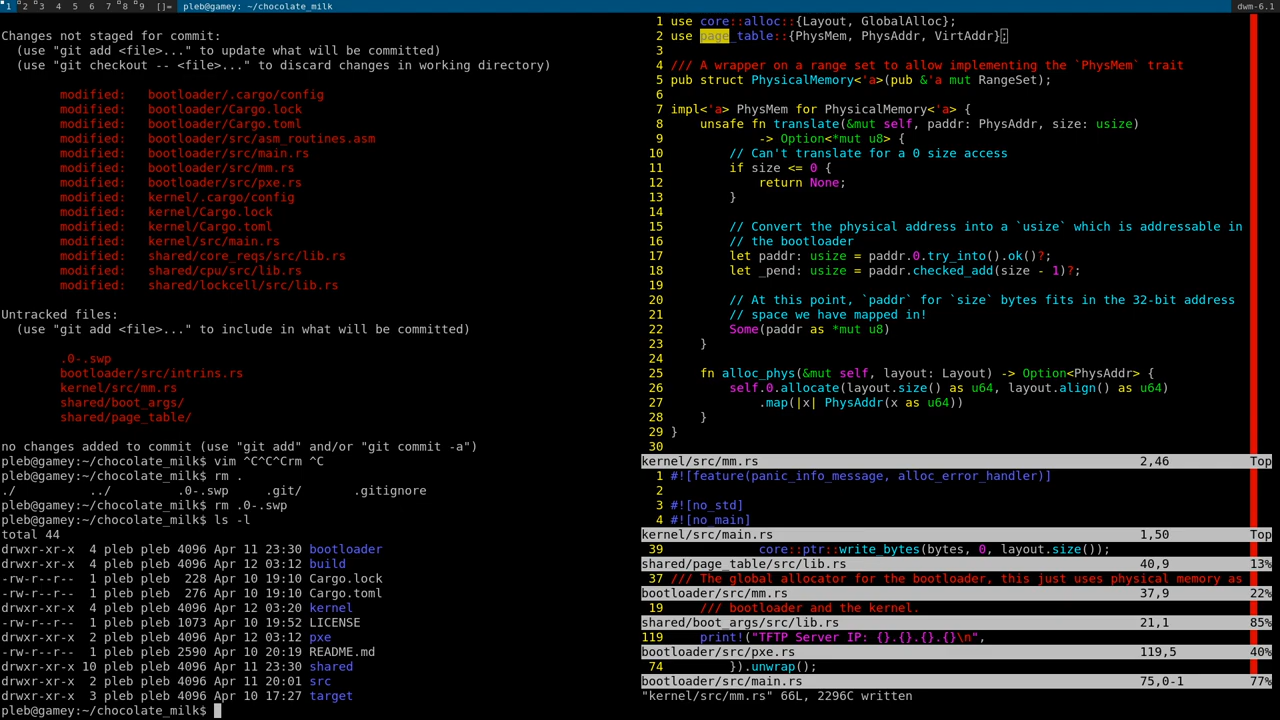 1 2 3 4 5 6 7 8 9 []= pleb@gamey: ~/chocolate_milk dwm-6.1
Changes not staged for commit:
  (use "git add <file>..." to update what will be committed)
  (use "git checkout -- <file>..." to discard changes in working directory)
modified:   bootloader/.cargo/config
modified:   bootloader/Cargo.lock
modified:   bootloader/Cargo.toml
modified:   bootloader/src/asm_routines.asm
modified:   bootloader/src/main.rs
modified:   bootloader/src/mm.rs
modified:   bootloader/src/pxe.rs
modified:   kernel/.cargo/config
modified:   kernel/Cargo.lock
modified:   kernel/Cargo.toml
modified:   kernel/src/main.rs
modified:   shared/core_reqs/src/lib.rs
modified:   shared/cpu/src/lib.rs
modified:   shared/lockcell/src/lib.rs
Untracked files:
  (use "git add <file>..." to include in what will be committed)
.0-.swp
bootloader/src/intrins.rs
kernel/src/mm.rs
shared/boot_args/
shared/page_table/
no changes added to commit (use "git add" and/or "git commit -a")
pleb@gamey:~/chocolate_milk$ vim ^C^C^Crm ^C
pleb@gamey:~/chocolate_milk$ rm .
./          ../         .0-.swp     .git/       .gitignore
pleb@gamey:~/chocolate_milk$ rm .0-.swp
pleb@gamey:~/chocolate_milk$ ls -l
total 44
drwxr-xr-x  4 pleb pleb 4096 Apr 11 23:30 bootloader
drwxr-xr-x  4 pleb pleb 4096 Apr 12 03:12 build
-rw-r--r--  1 pleb pleb  228 Apr 10 19:10 Cargo.lock
-rw-r--r--  1 pleb pleb  276 Apr 10 19:10 Cargo.toml
drwxr-xr-x  4 pleb pleb 4096 Apr 12 03:20 kernel
-rw-r--r--  1 pleb pleb 1073 Apr 10 19:52 LICENSE
drwxr-xr-x  2 pleb pleb 4096 Apr 12 03:12 pxe
-rw-r--r--  1 pleb pleb 2590 Apr 10 20:19 README.md
drwxr-xr-x 10 pleb pleb 4096 Apr 11 23:30 shared
drwxr-xr-x  2 pleb pleb 4096 Apr 11 20:01 src
drwxr-xr-x  3 pleb pleb 4096 Apr 10 17:27 target
pleb@gamey:~/chocolate_milk$
1 use core::alloc::{Layout, GlobalAlloc};
2 use page_table::{PhysMem, PhysAddr, VirtAddr};
3
4 /// A wrapper on a range set to allow implementing the `PhysMem` trait
5 pub struct PhysicalMemory<'a>(pub &'a mut RangeSet);
6
7 impl<'a> PhysMem for PhysicalMemory<'a> {
8     unsafe fn translate(&mut self, paddr: PhysAddr, size: usize)
9             -> Option<*mut u8> {
10         // Can't translate for a 0 size access
11         if size <= 0 {
12             return None;
13         }
14
15         // Convert the physical address into a `usize` which is addressable in
16         // the bootloader
17         let paddr: usize = paddr.0.try_into().ok()?;
18         let _pend: usize = paddr.checked_add(size - 1)?;
19
20         // At this point, `paddr` for `size` bytes fits in the 32-bit address
21         // space we have mapped in!
22         Some(paddr as *mut u8)
23     }
24
25     fn alloc_phys(&mut self, layout: Layout) -> Option<PhysAddr> {
26         self.0.allocate(layout.size() as u64, layout.align() as u64)
27             .map(|x| PhysAddr(x as u64))
28     }
29 }
30
kernel/src/mm.rs 2,46 Top
1 #![feature(panic_info_message, alloc_error_handler)]
2
3 #![no_std]
4 #![no_main]
kernel/src/main.rs 1,50 Top
39             core::ptr::write_bytes(bytes, 0, layout.size());
shared/page_table/src/lib.rs 40,9 13%
37 /// The global allocator for the bootloader, this just uses physical memory as
bootloader/src/mm.rs 37,9 22%
19     /// bootloader and the kernel.
shared/boot_args/src/lib.rs 21,1 85%
119     print!("TFTP Server IP: {}.{}.{}.{}\n",
bootloader/src/pxe.rs 119,5 40%
74         }).unwrap();
bootloader/src/main.rs 75,0-1 77%
"kernel/src/mm.rs" 66L, 2296C written